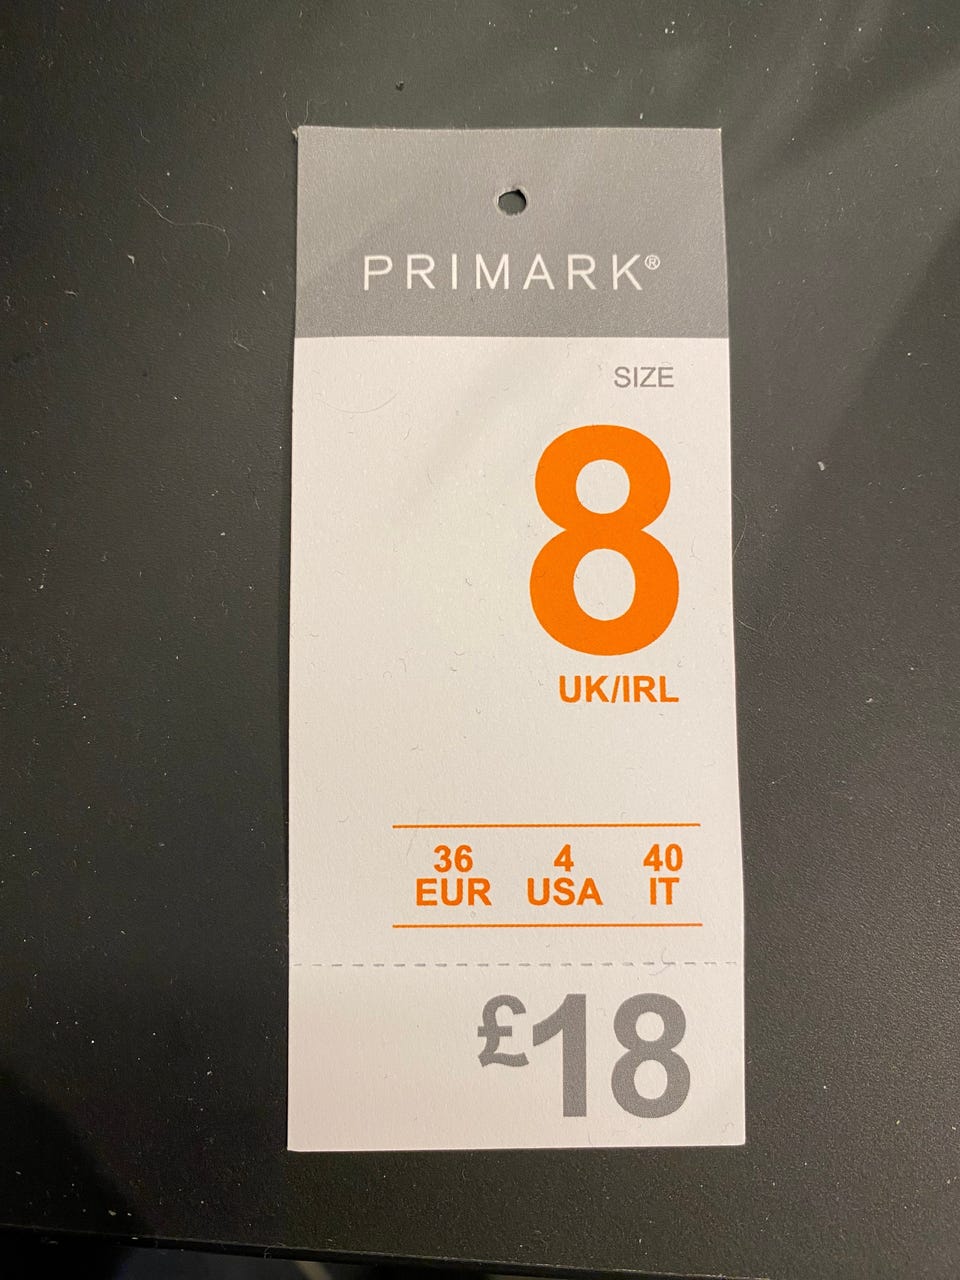 PRIMARK®
SIZE
8
UK/IRL
36 4 40
EUR USA IT
£18